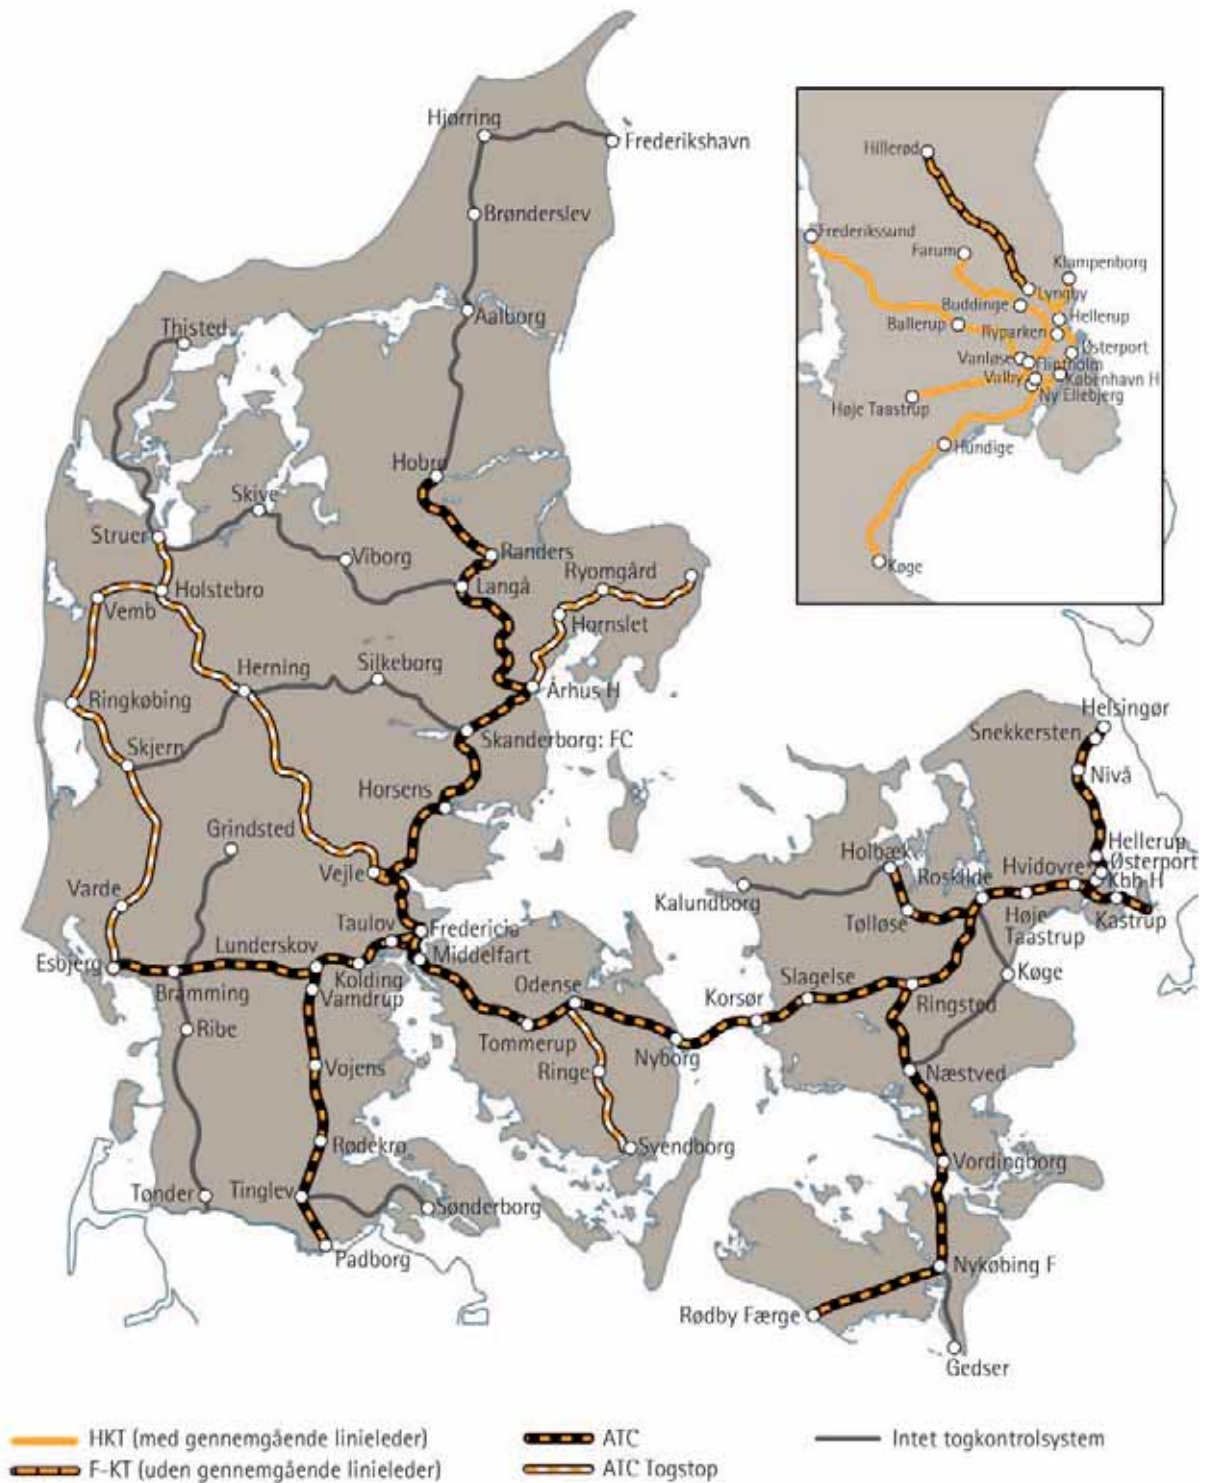 Hjørring
Frederikshavn
Brønderslev
Aalborg
Thisted
Hobro
Skive
Struer
Viborg
Randers
Ryomgård
Langå
Holstebro
Vemb
Hornslet
Silkeborg
Herning
Århus H
Ringkøbing
Skanderborg: FC
Skjern
Horsens
Grindsted
Vejle
Varde
Taulov
Fredericia
Lunderskov
Middelfart
Esbjerg
Kolding
Bramming
Vamdrup
Odense
Ribe
Tommerup
Nyborg
Vojens
Ringe
Rødekro
Svendborg
Tønder
Tinglev
Sønderborg
Padborg
Hillerød
Frederikssund
Farum
Klampenborg
Lyngby
Buddinge
Hellerup
Ballerup
Ryparken
Østerport
Vanløse
Flintholm
Valby
København H
Ny Ellebjerg
Høje Taastrup
Hundige
Køge
Helsingør
Snekkersten
Nivå
Hellerup
Østerport
Holbæk
Hvidovre
Kbh H
Roskilde
Kalundborg
Kastrup
Tølløse
Høje
Taastrup
Køge
Slagelse
Korsør
Ringsted
Næstved
Vordingborg
Nykøbing F
Rødby Færge
Gedser
HKT (med gennemgående linieleder)
ATC
Intet togkontrolsystem
F-KT (uden gennemgående linieleder)
ATC Togstop